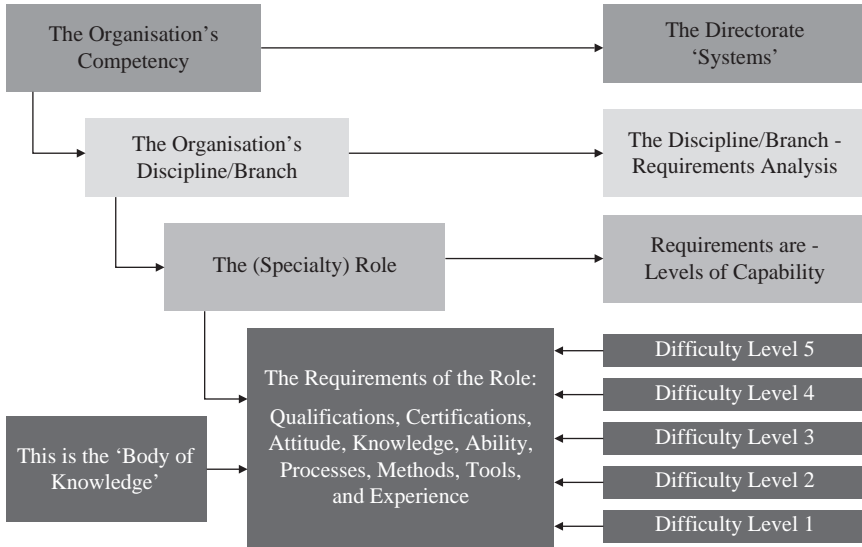 The Organisation’s
Competency
The Directorate
‘Systems’
The Organisation’s
Discipline/Branch
The Discipline/Branch -
Requirements Analysis
The (Specialty) Role
Requirements are -
Levels of Capability
The Requirements of the Role:
Qualifications, Certifications,
Attitude, Knowledge, Ability,
Processes, Methods, Tools,
and Experience
This is the ‘Body of
Knowledge’
Difficulty Level 5
Difficulty Level 4
Difficulty Level 3
Difficulty Level 2
Difficulty Level 1